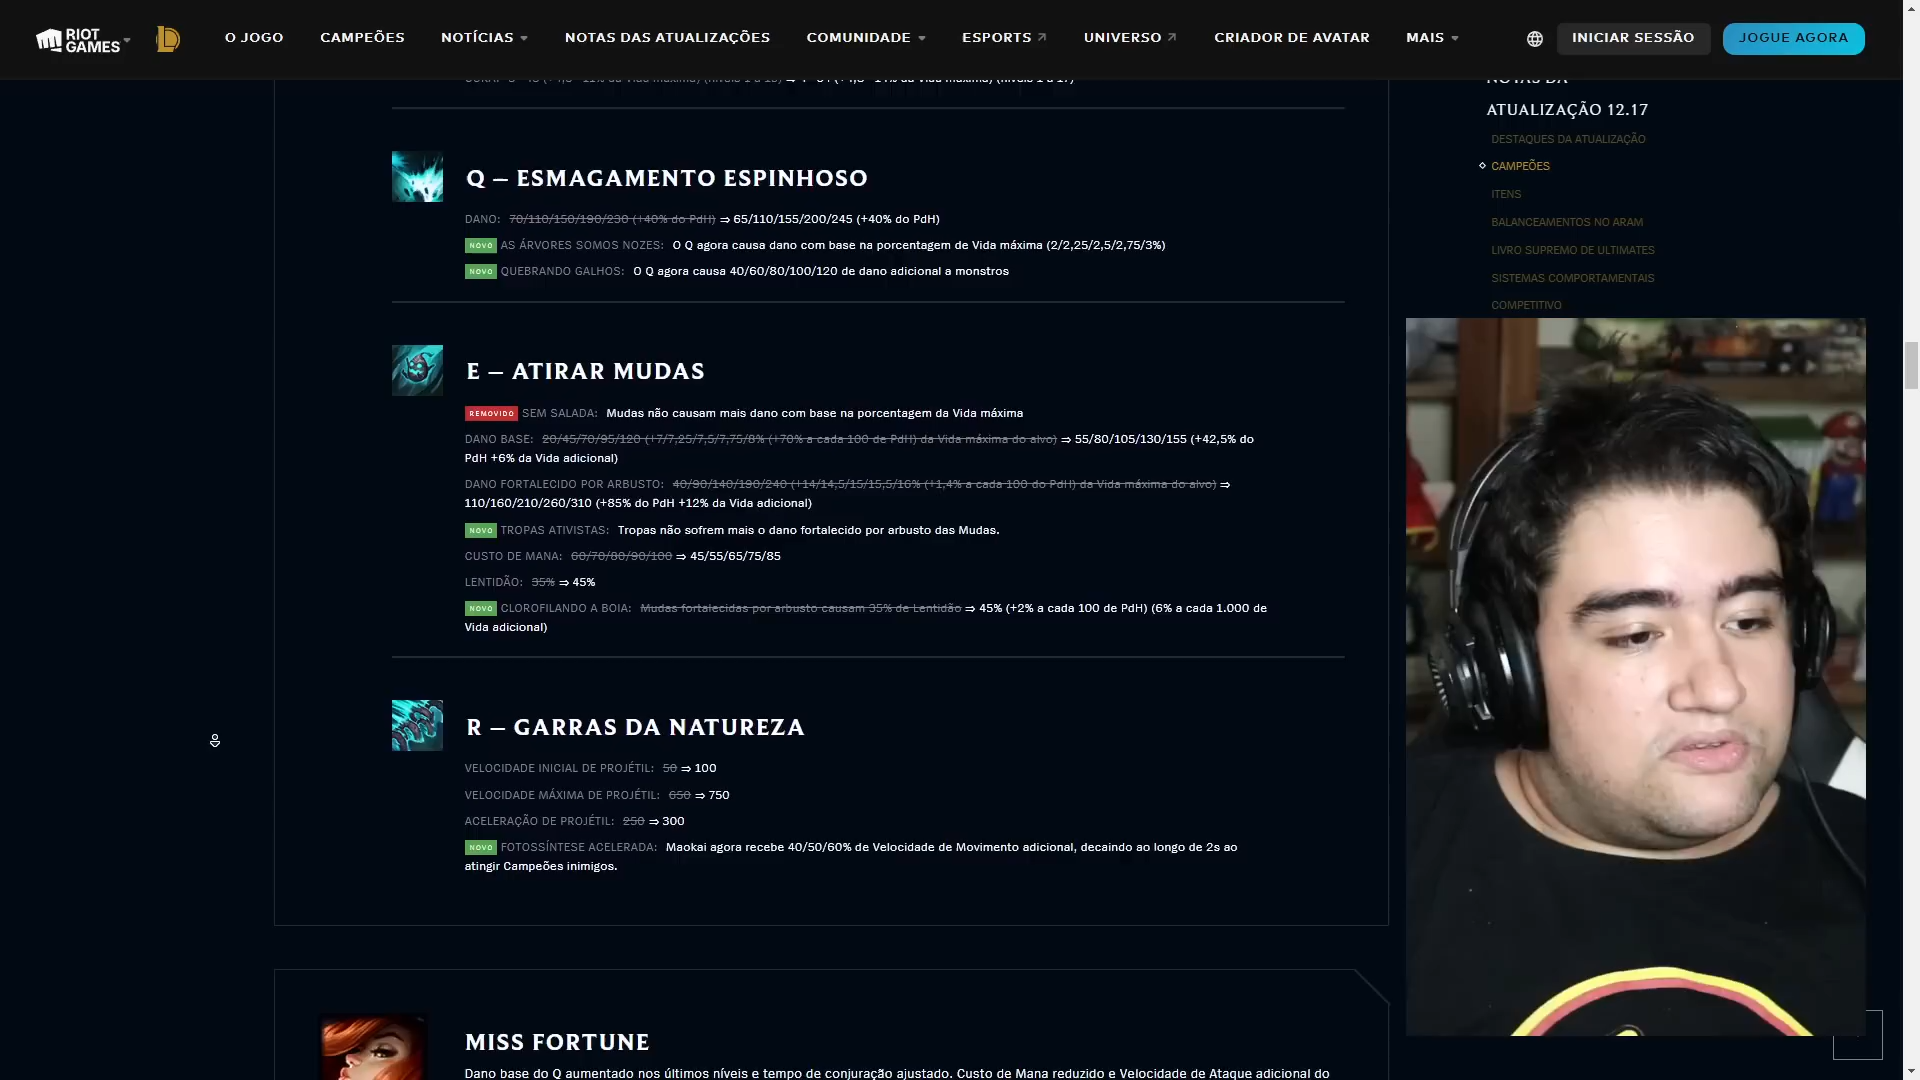 RIOT GAMES
O JOGO CAMPEÕES NOTÍCIAS NOTAS DAS ATUALIZAÇÕES COMUNIDADE ESPORTS UNIVERSO CRIADOR DE AVATAR MAIS INICIAR SESSÃO JOGUE AGORA
Q — ESMAGAMENTO ESPINHOSO
DANO: 70/110/150/190/230 (+40% do PdH) ⇒ 65/110/155/200/245 (+40% do PdH)
NOVO AS ÁRVORES SOMOS NOZES: O Q agora causa dano com base na porcentagem de Vida máxima (2/2,25/2,5/2,75/3%)
NOVO QUEBRANDO GALHOS: O Q agora causa 40/60/80/100/120 de dano adicional a monstros
E — ATIRAR MUDAS
REMOVIDO SEM SALADA: Mudas não causam mais dano com base na porcentagem da Vida máxima
DANO BASE: 20/45/70/95/120 (+7/7,25/7,5/7,75/8% (+70% a cada 100 de PdH) da Vida máxima do alvo) ⇒ 55/80/105/130/155 (+42,5% do
PdH +6% da Vida adicional)
DANO FORTALECIDO POR ARBUSTO: 40/90/140/190/240 (+14/14,5/15/15,5/16% (+1,4% a cada 100 do PdH) da Vida máxima do alvo) ⇒
110/160/210/260/310 (+85% do PdH +12% da Vida adicional)
NOVO TROPAS ATIVISTAS: Tropas não sofrem mais o dano fortalecido por arbusto das Mudas.
CUSTO DE MANA: 60/70/80/90/100 ⇒ 45/55/65/75/85
LENTIDÃO: 35% ⇒ 45%
NOVO CLOROFILANDO A BOIA: Mudas fortalecidas por arbusto causam 35% de Lentidão ⇒ 45% (+2% a cada 100 de PdH) (6% a cada 1.000 de
Vida adicional)
R — GARRAS DA NATUREZA
VELOCIDADE INICIAL DE PROJÉTIL: 50 ⇒ 100
VELOCIDADE MÁXIMA DE PROJÉTIL: 650 ⇒ 750
ACELERAÇÃO DE PROJÉTIL: 250 ⇒ 300
NOVO FOTOSSÍNTESE ACELERADA: Maokai agora recebe 40/50/60% de Velocidade de Movimento adicional, decaindo ao longo de 2s ao
atingir Campeões inimigos.
MISS FORTUNE
Dano base do Q aumentado nos últimos níveis e tempo de conjuração ajustado. Custo de Mana reduzido e Velocidade de Ataque adicional do
NOTAS DA
ATUALIZAÇÃO 12.17
DESTAQUES DA ATUALIZAÇÃO
CAMPEÕES
ITENS
BALANCEAMENTOS NO ARAM
LIVRO SUPREMO DE ULTIMATES
SISTEMAS COMPORTAMENTAIS
COMPETITIVO